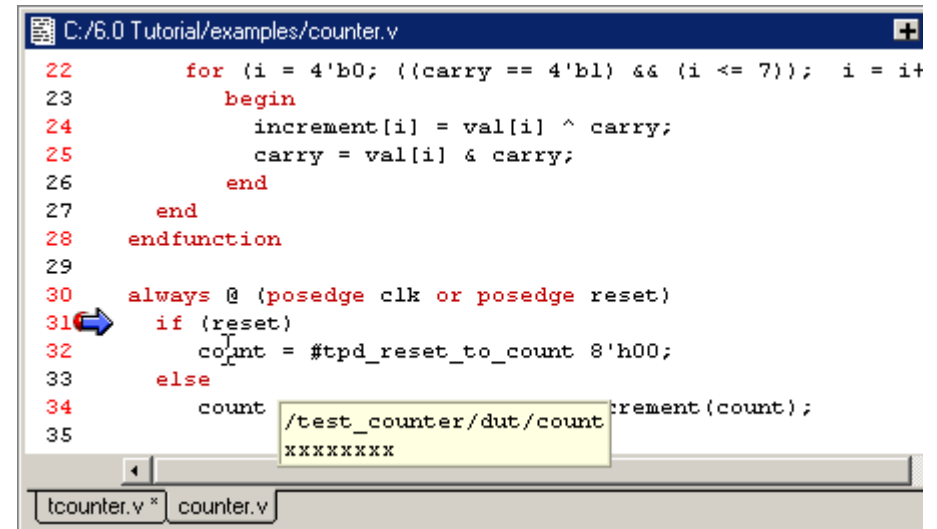 C:/6.0 Tutorial/examples/counter.v
22 for (i = 4'b0; ((carry == 4'b1) && (i <= 7)); i = i+
23 begin
24 increment[i] = val[i] ^ carry;
25 carry = val[i] & carry;
26 end
27 end
28 endfunction
29
30 always @ (posedge clk or posedge reset)
31 if (reset)
32 count = #tpd_reset_to_count 8'h00;
33 else
34 count crement(count);
/test_counter/dut/count
35
xxxxxxxx
tcounter.v * counter.v